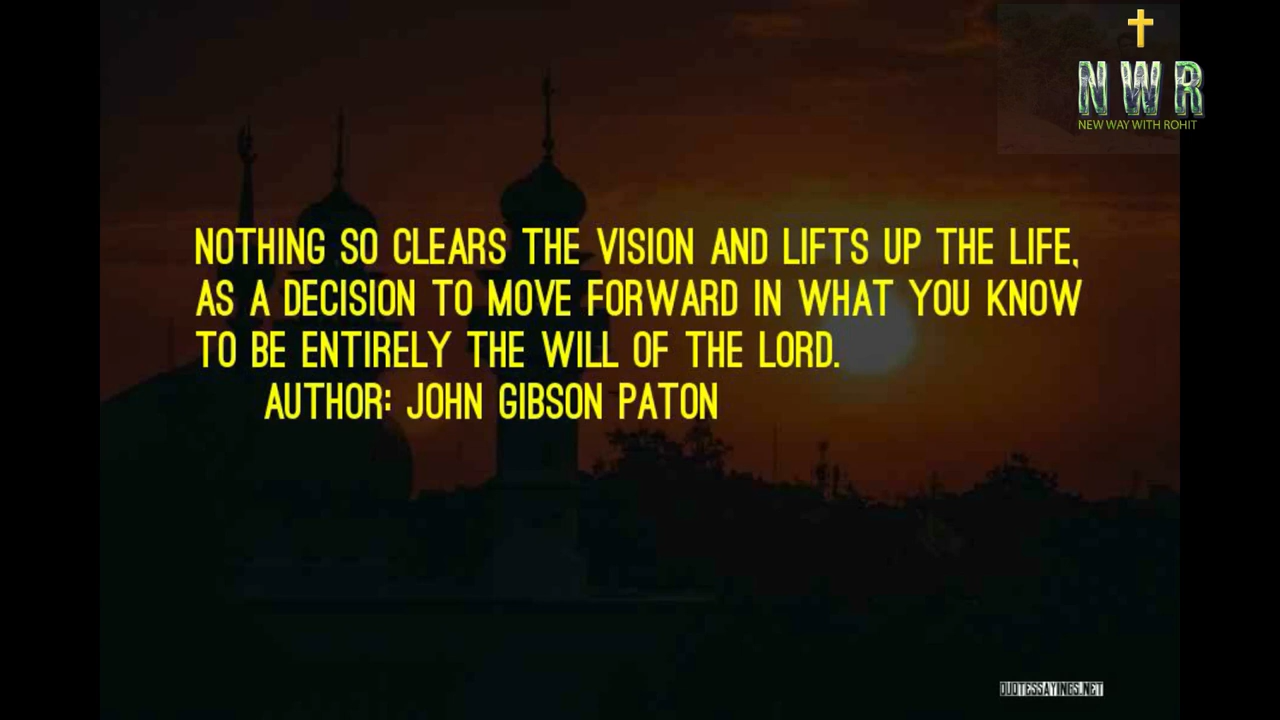 NWR
NEW WAY WITH ROHIT
NOTHING SO CLEARS THE VISION AND LIFTS UP THE LIFE,
AS A DECISION TO MOVE FORWARD IN WHAT YOU KNOW
TO BE ENTIRELY THE WILL OF THE LORD.
AUTHOR: JOHN GIBSON PATON
QUOTESSAYINGS.NET